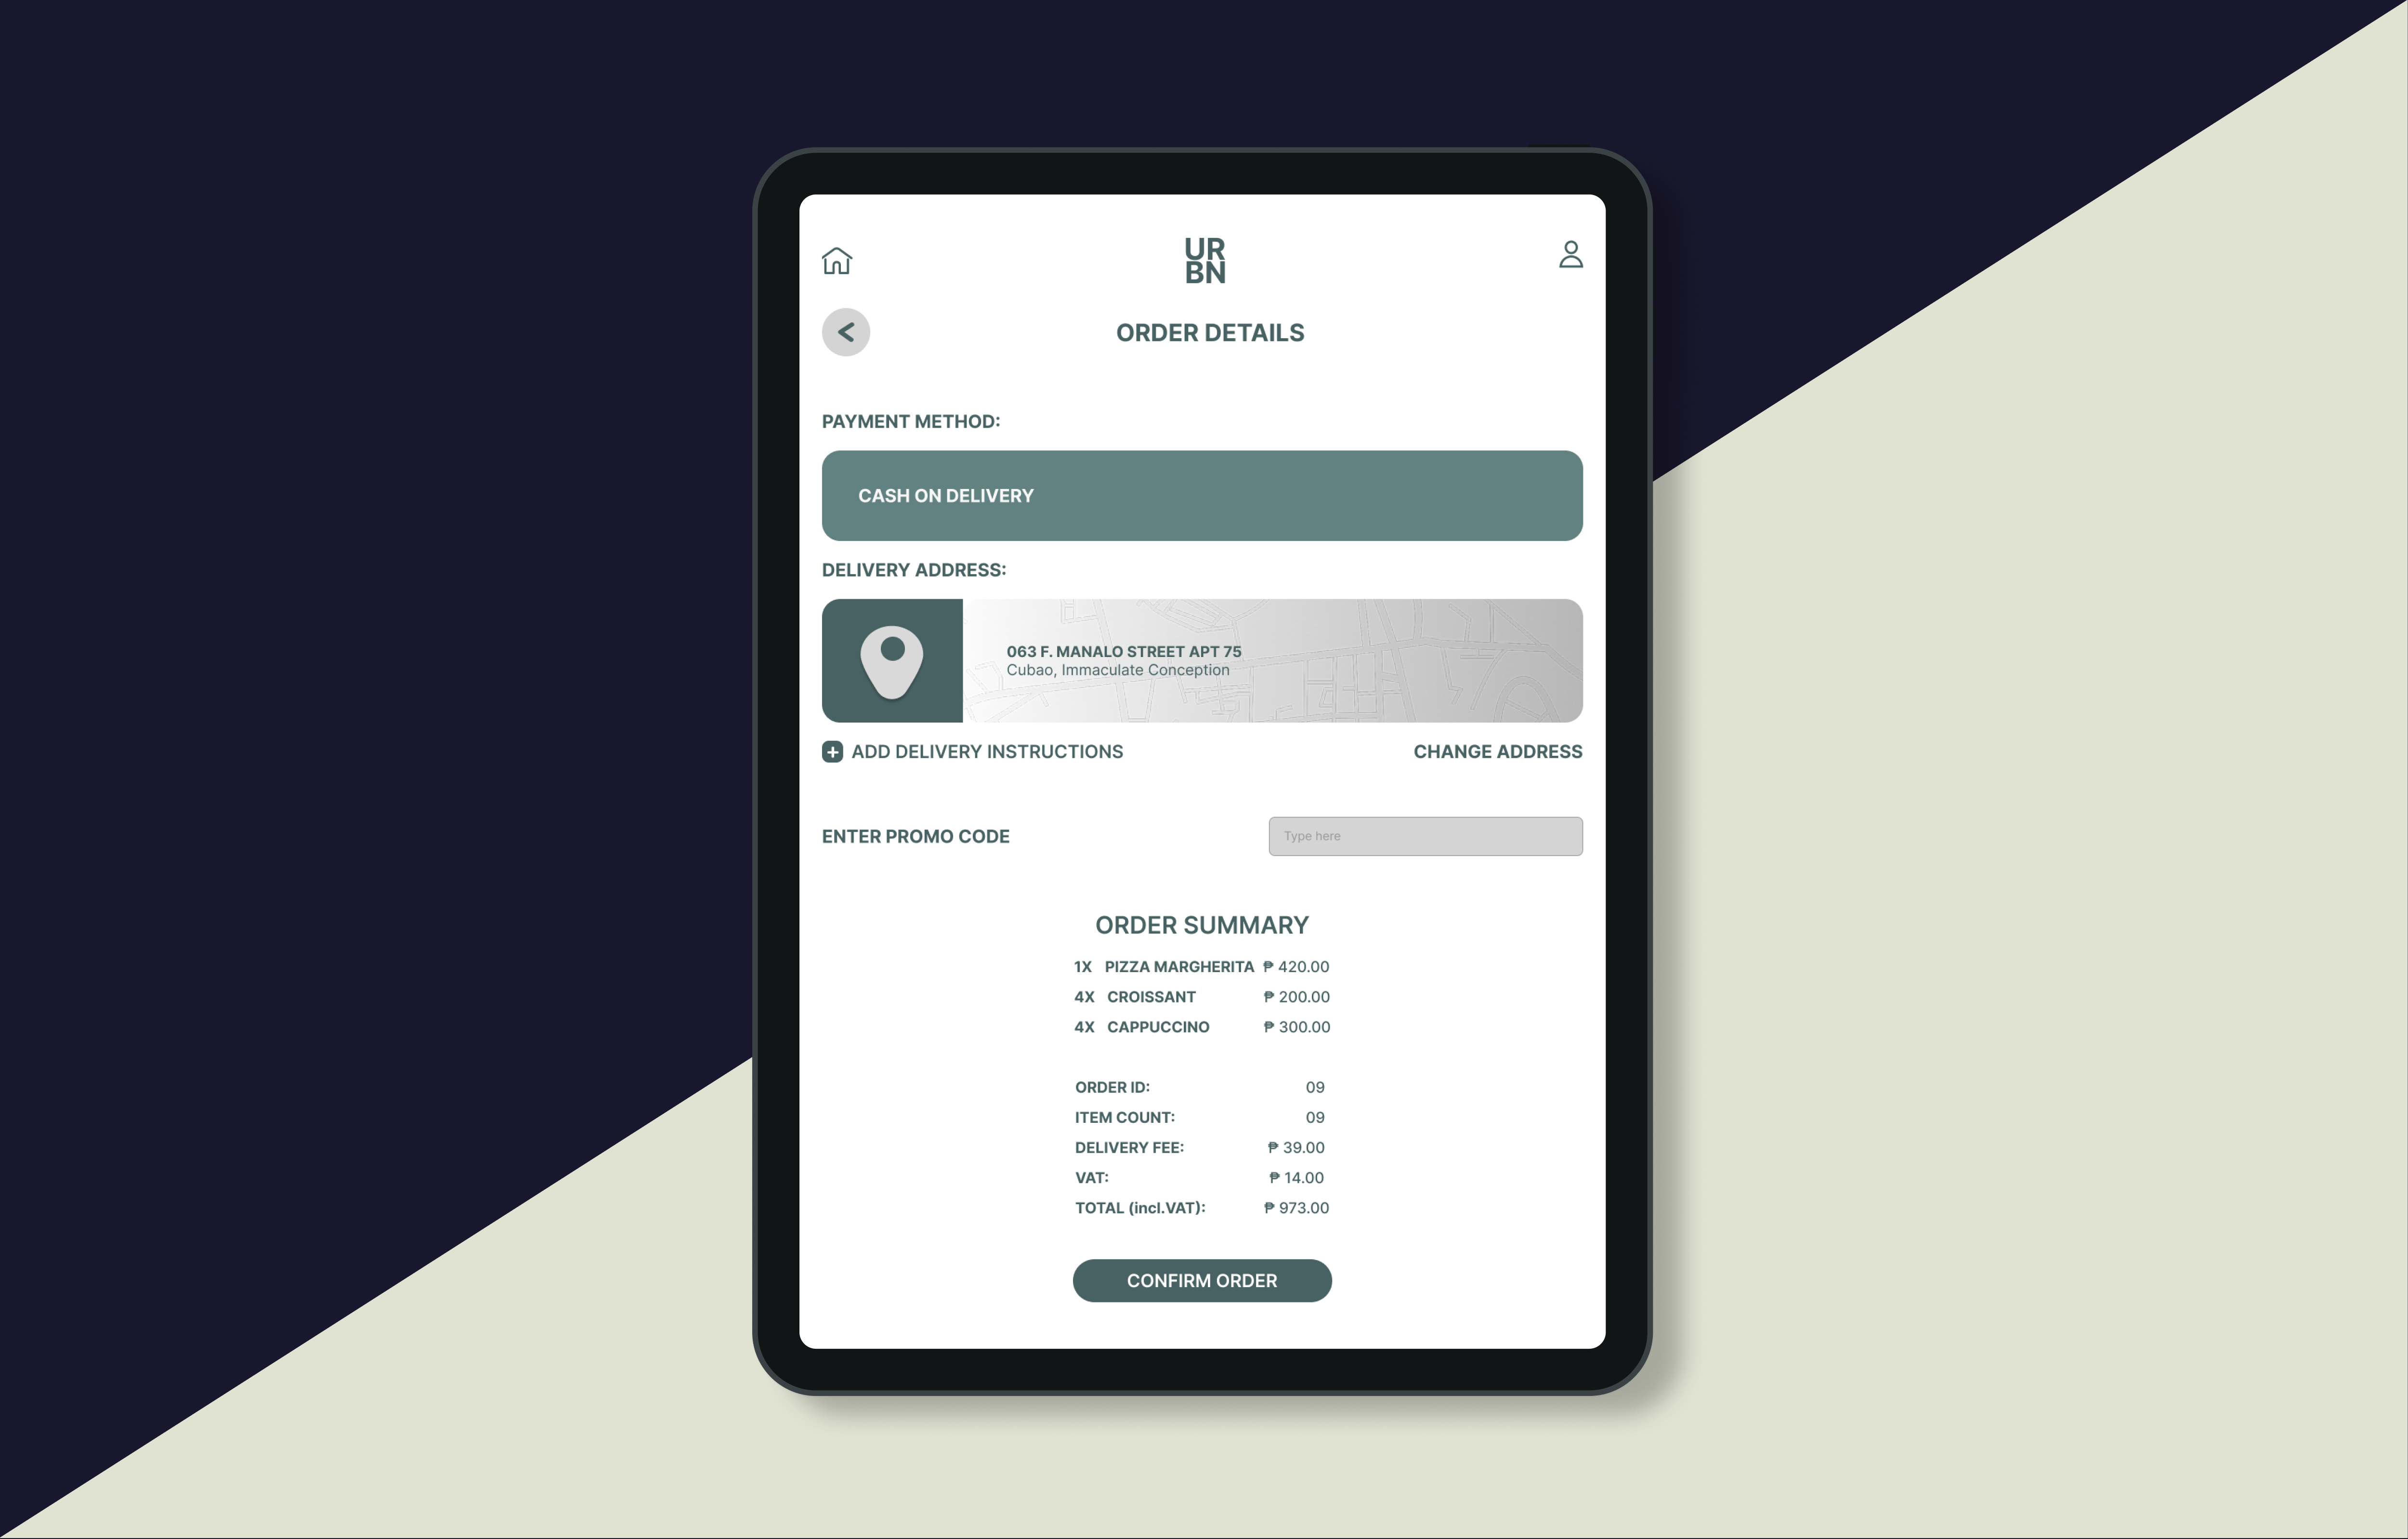 UR
BN
ORDER DETAILS
PAYMENT METHOD:
CASH ON DELIVERY
DELIVERY ADDRESS:
063 F. MANALO STREET APT 75
Cubao, Immaculate Conception
ADD DELIVERY INSTRUCTIONS
CHANGE ADDRESS
ENTER PROMO CODE
Type here
ORDER SUMMARY
1X PIZZA MARGHERITA ₱ 420.00
4X CROISSANT ₱ 200.00
4X CAPPUCCINO ₱ 300.00
ORDER ID: 09
ITEM COUNT: 09
DELIVERY FEE: ₱ 39.00
VAT: ₱ 14.00
TOTAL (incl.VAT): ₱ 973.00
CONFIRM ORDER